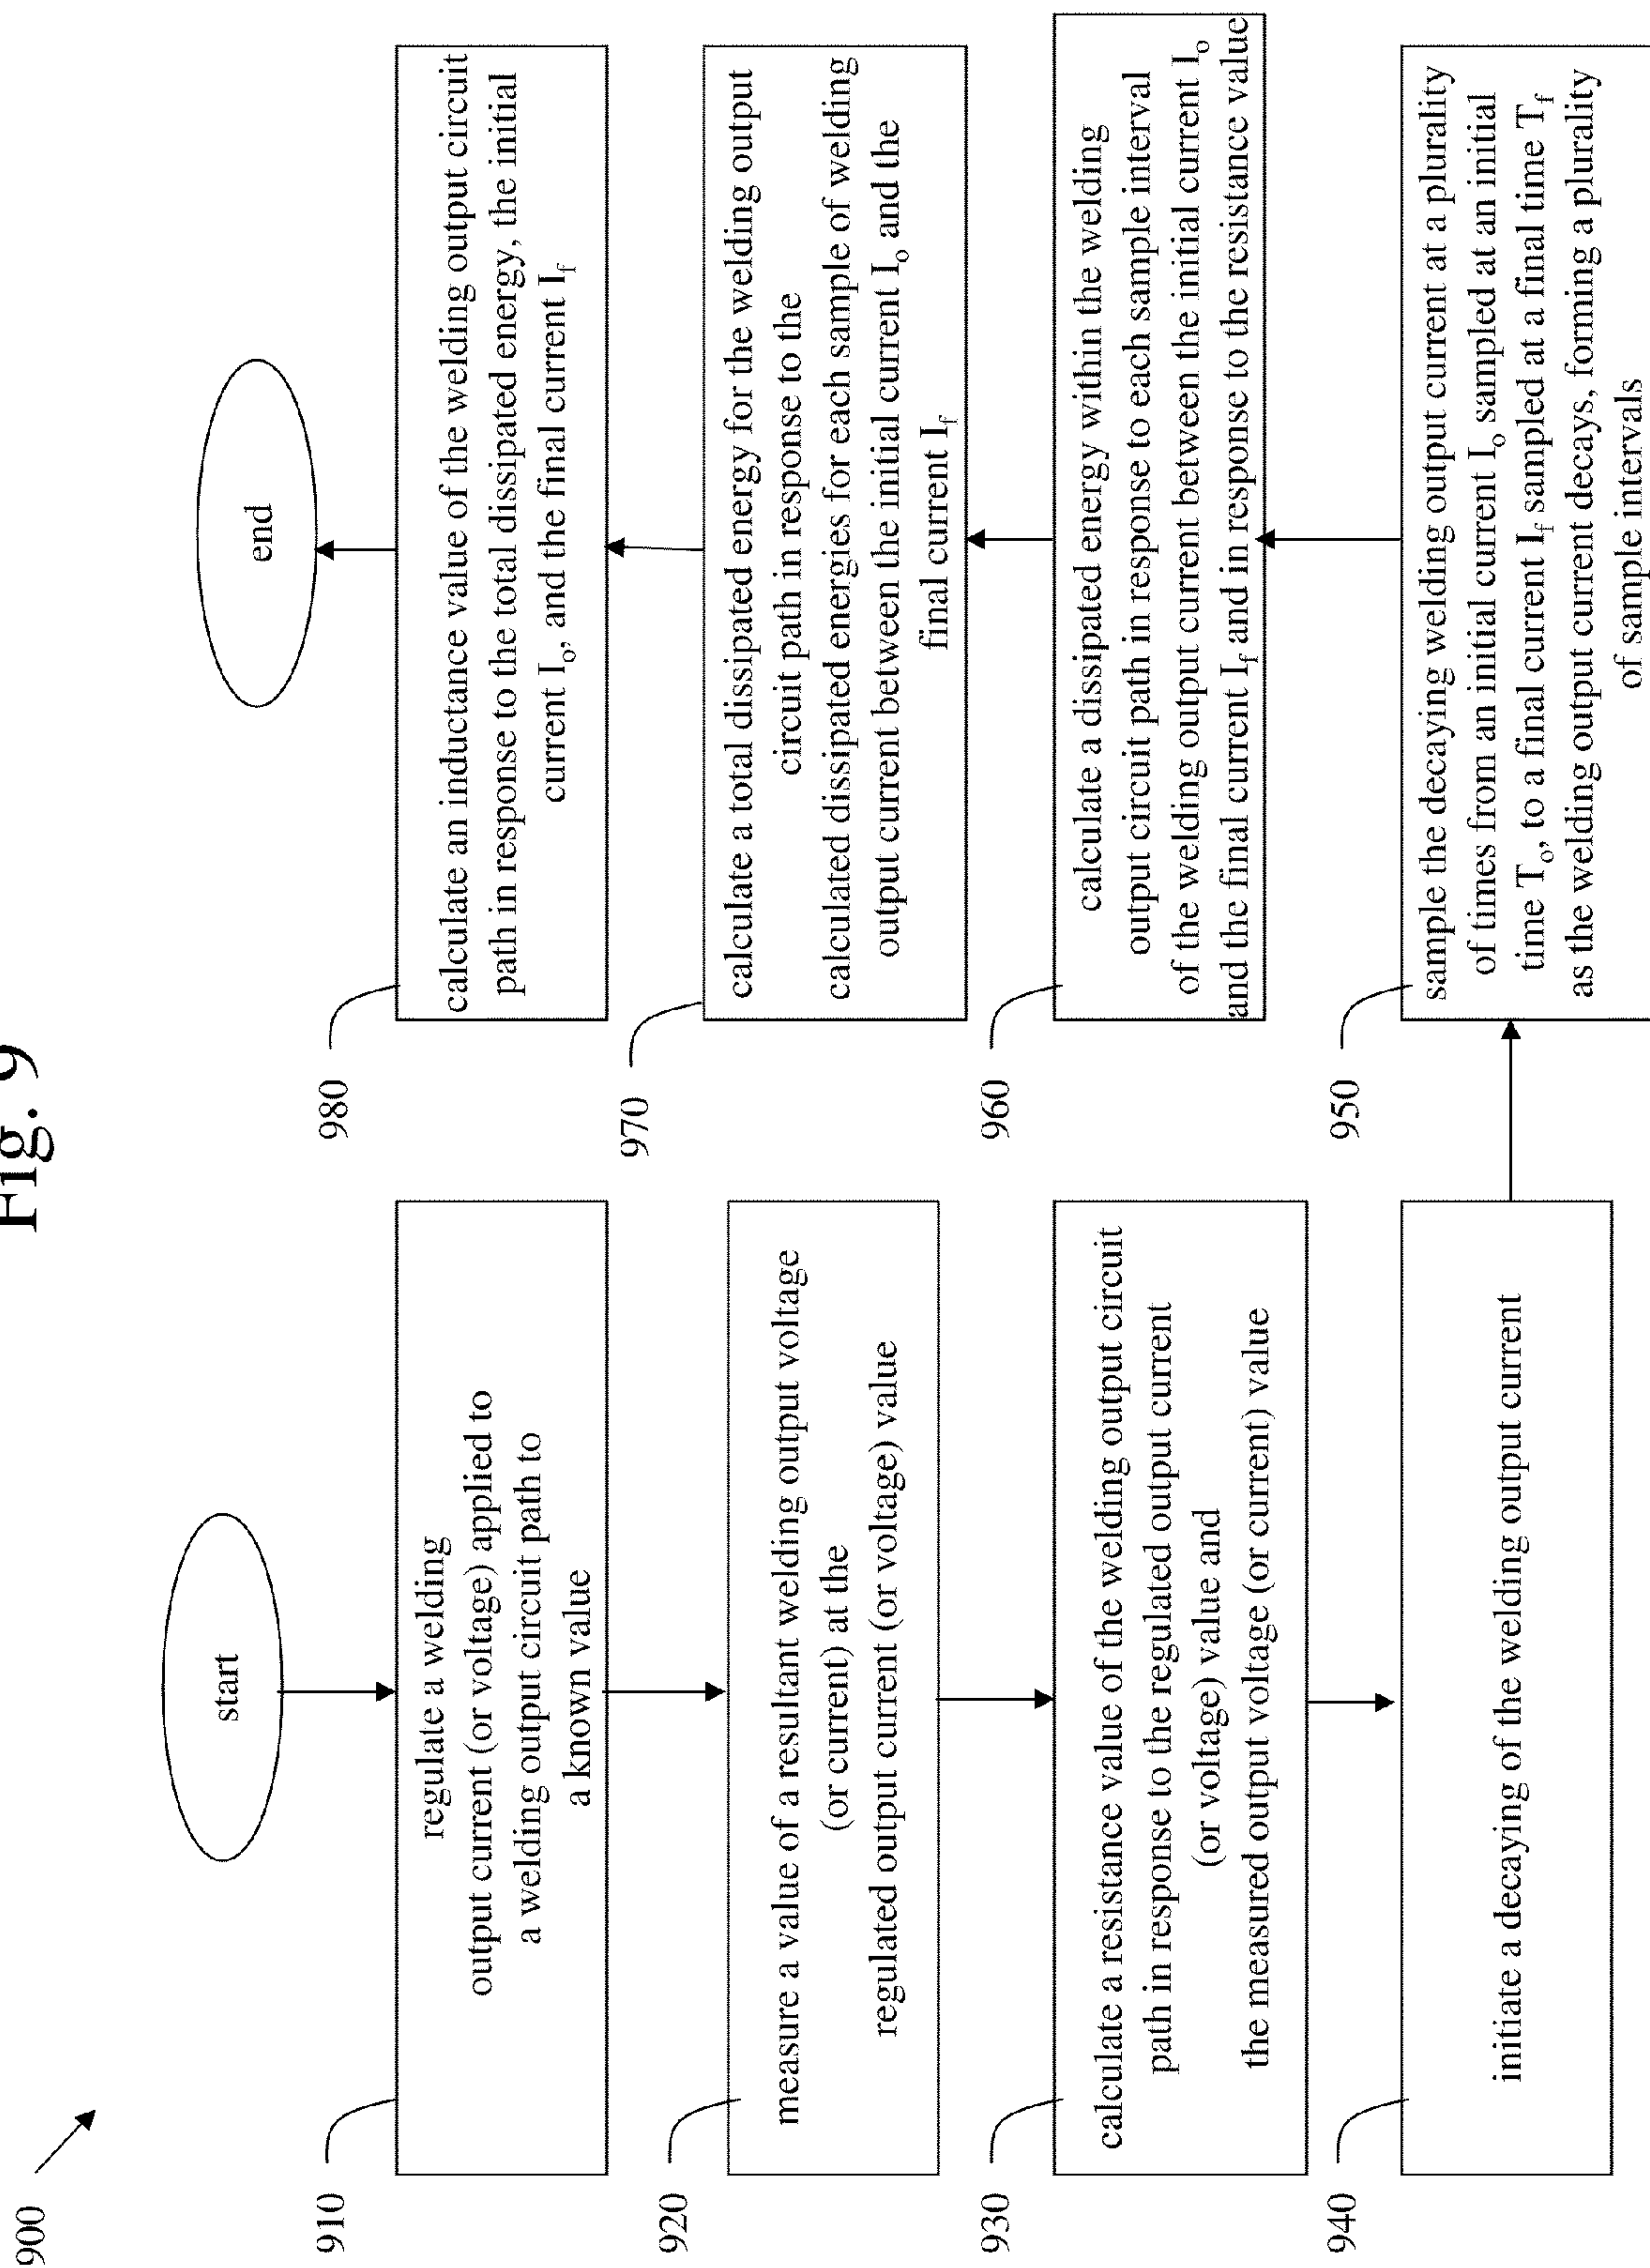 Fig. 9
900
start
910
regulate a welding
output current (or voltage) applied to
a welding output circuit path to
a known value
920
measure a value of a resultant welding output voltage
(or current) at the
regulated output current (or voltage) value
930
calculate a resistance value of the welding output circuit
path in response to the regulated output current
(or voltage) value and
the measured output voltage (or current) value
940
initiate a decaying of the welding output current
950
sample the decaying welding output current at a plurality
of times from an initial current Iₒ sampled at an initial
time Tₒ, to a final current I_f sampled at a final time T_f
as the welding output current decays, forming a plurality
of sample intervals
960
calculate a dissipated energy within the welding
output circuit path in response to each sample interval
of the welding output current between the initial current Iₒ
and the final current I_f and in response to the resistance value
970
calculate a total dissipated energy for the welding output
circuit path in response to the
calculated dissipated energies for each sample of welding
output current between the initial current Iₒ and the
final current I_f
980
calculate an inductance value of the welding output circuit
path in response to the total dissipated energy, the initial
current Iₒ, and the final current I_f
end